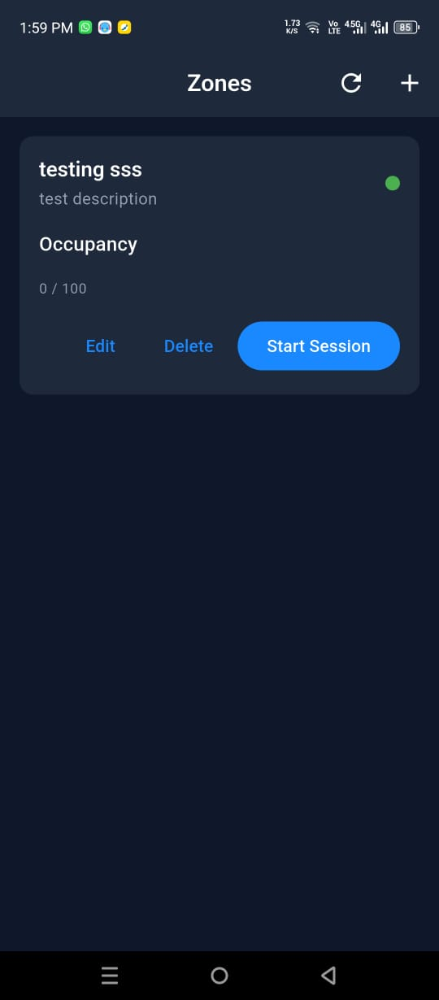 1:59 PM 1.73 K/S Vo LTE 4.5G 4G 85
Zones
testing sss
test description
Occupancy
0 / 100
Edit Delete Start Session